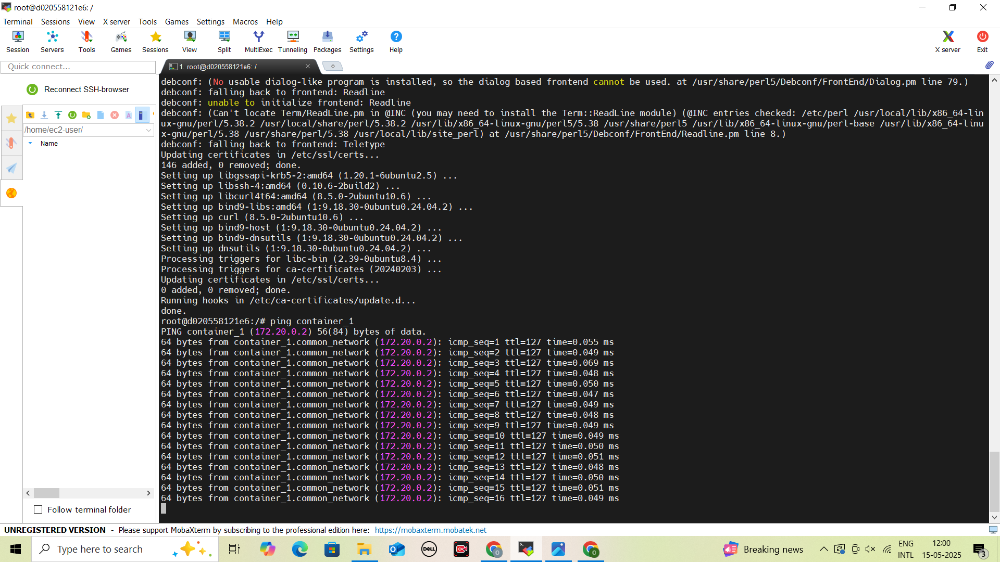 root@d020558121e6: /
Terminal Sessions View X server Tools Games Settings Macros Help
Session Servers Tools Games Sessions View Split MultiExec Tunneling Packages Settings Help X server Exit
Quick connect...
1. root@d020558121e6: /
Reconnect SSH-browser
/home/ec2-user/
Name
debconf: (No usable dialog-like program is installed, so the dialog based frontend cannot be used. at /usr/share/perl5/Debconf/FrontEnd/Dialog.pm line 79.)
debconf: falling back to frontend: Readline
debconf: unable to initialize frontend: Readline
debconf: (Can't locate Term/ReadLine.pm in @INC (you may need to install the Term::ReadLine module) (@INC entries checked: /etc/perl /usr/local/lib/x86_64-lin
ux-gnu/perl/5.38.2 /usr/local/share/perl/5.38.2 /usr/lib/x86_64-linux-gnu/perl5/5.38 /usr/share/perl5 /usr/lib/x86_64-linux-gnu/perl-base /usr/lib/x86_64-linu
x-gnu/perl/5.38 /usr/share/perl/5.38 /usr/local/lib/site_perl) at /usr/share/perl5/Debconf/FrontEnd/Readline.pm line 8.)
debconf: falling back to frontend: Teletype
Updating certificates in /etc/ssl/certs...
146 added, 0 removed; done.
Setting up libgssapi-krb5-2:amd64 (1.20.1-6ubuntu2.5) ...
Setting up libssh-4:amd64 (0.10.6-2build2) ...
Setting up libcurl4t64:amd64 (8.5.0-2ubuntu10.6) ...
Setting up bind9-libs:amd64 (1:9.18.30-0ubuntu0.24.04.2) ...
Setting up curl (8.5.0-2ubuntu10.6) ...
Setting up bind9-host (1:9.18.30-0ubuntu0.24.04.2) ...
Setting up bind9-dnsutils (1:9.18.30-0ubuntu0.24.04.2) ...
Setting up dnsutils (1:9.18.30-0ubuntu0.24.04.2) ...
Processing triggers for libc-bin (2.39-0ubuntu8.4) ...
Processing triggers for ca-certificates (20240203) ...
Updating certificates in /etc/ssl/certs...
0 added, 0 removed; done.
Running hooks in /etc/ca-certificates/update.d...
done.
root@d020558121e6:/# ping container_1
PING container_1 (172.20.0.2) 56(84) bytes of data.
64 bytes from container_1.common_network (172.20.0.2): icmp_seq=1 ttl=127 time=0.055 ms
64 bytes from container_1.common_network (172.20.0.2): icmp_seq=2 ttl=127 time=0.049 ms
64 bytes from container_1.common_network (172.20.0.2): icmp_seq=3 ttl=127 time=0.069 ms
64 bytes from container_1.common_network (172.20.0.2): icmp_seq=4 ttl=127 time=0.048 ms
64 bytes from container_1.common_network (172.20.0.2): icmp_seq=5 ttl=127 time=0.050 ms
64 bytes from container_1.common_network (172.20.0.2): icmp_seq=6 ttl=127 time=0.047 ms
64 bytes from container_1.common_network (172.20.0.2): icmp_seq=7 ttl=127 time=0.049 ms
64 bytes from container_1.common_network (172.20.0.2): icmp_seq=8 ttl=127 time=0.048 ms
64 bytes from container_1.common_network (172.20.0.2): icmp_seq=9 ttl=127 time=0.049 ms
64 bytes from container_1.common_network (172.20.0.2): icmp_seq=10 ttl=127 time=0.049 ms
64 bytes from container_1.common_network (172.20.0.2): icmp_seq=11 ttl=127 time=0.050 ms
64 bytes from container_1.common_network (172.20.0.2): icmp_seq=12 ttl=127 time=0.051 ms
64 bytes from container_1.common_network (172.20.0.2): icmp_seq=13 ttl=127 time=0.048 ms
64 bytes from container_1.common_network (172.20.0.2): icmp_seq=14 ttl=127 time=0.050 ms
64 bytes from container_1.common_network (172.20.0.2): icmp_seq=15 ttl=127 time=0.051 ms
64 bytes from container_1.common_network (172.20.0.2): icmp_seq=16 ttl=127 time=0.049 ms
Follow terminal folder
UNREGISTERED VERSION - Please support MobaXterm by subscribing to the professional edition here: https://mobaxterm.mobatek.net
Type here to search
DELL
Breaking news
ENG
INTL
12:00
15-05-2025
3